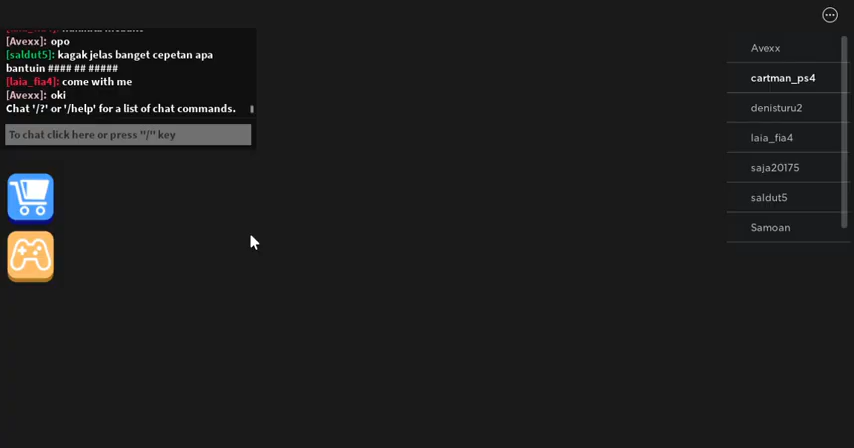 [Avexx]: opo
[saldut5]: kagak jelas banget cepetan apa
bantuin #### ## #####
[laia_fia4]: come with me
[Avexx]: oki
Chat '/?' or '/help' for a list of chat commands.
To chat click here or press "/" key
Avexx
cartman_ps4
denisturu2
laia_fia4
saja20175
saldut5
Samoan